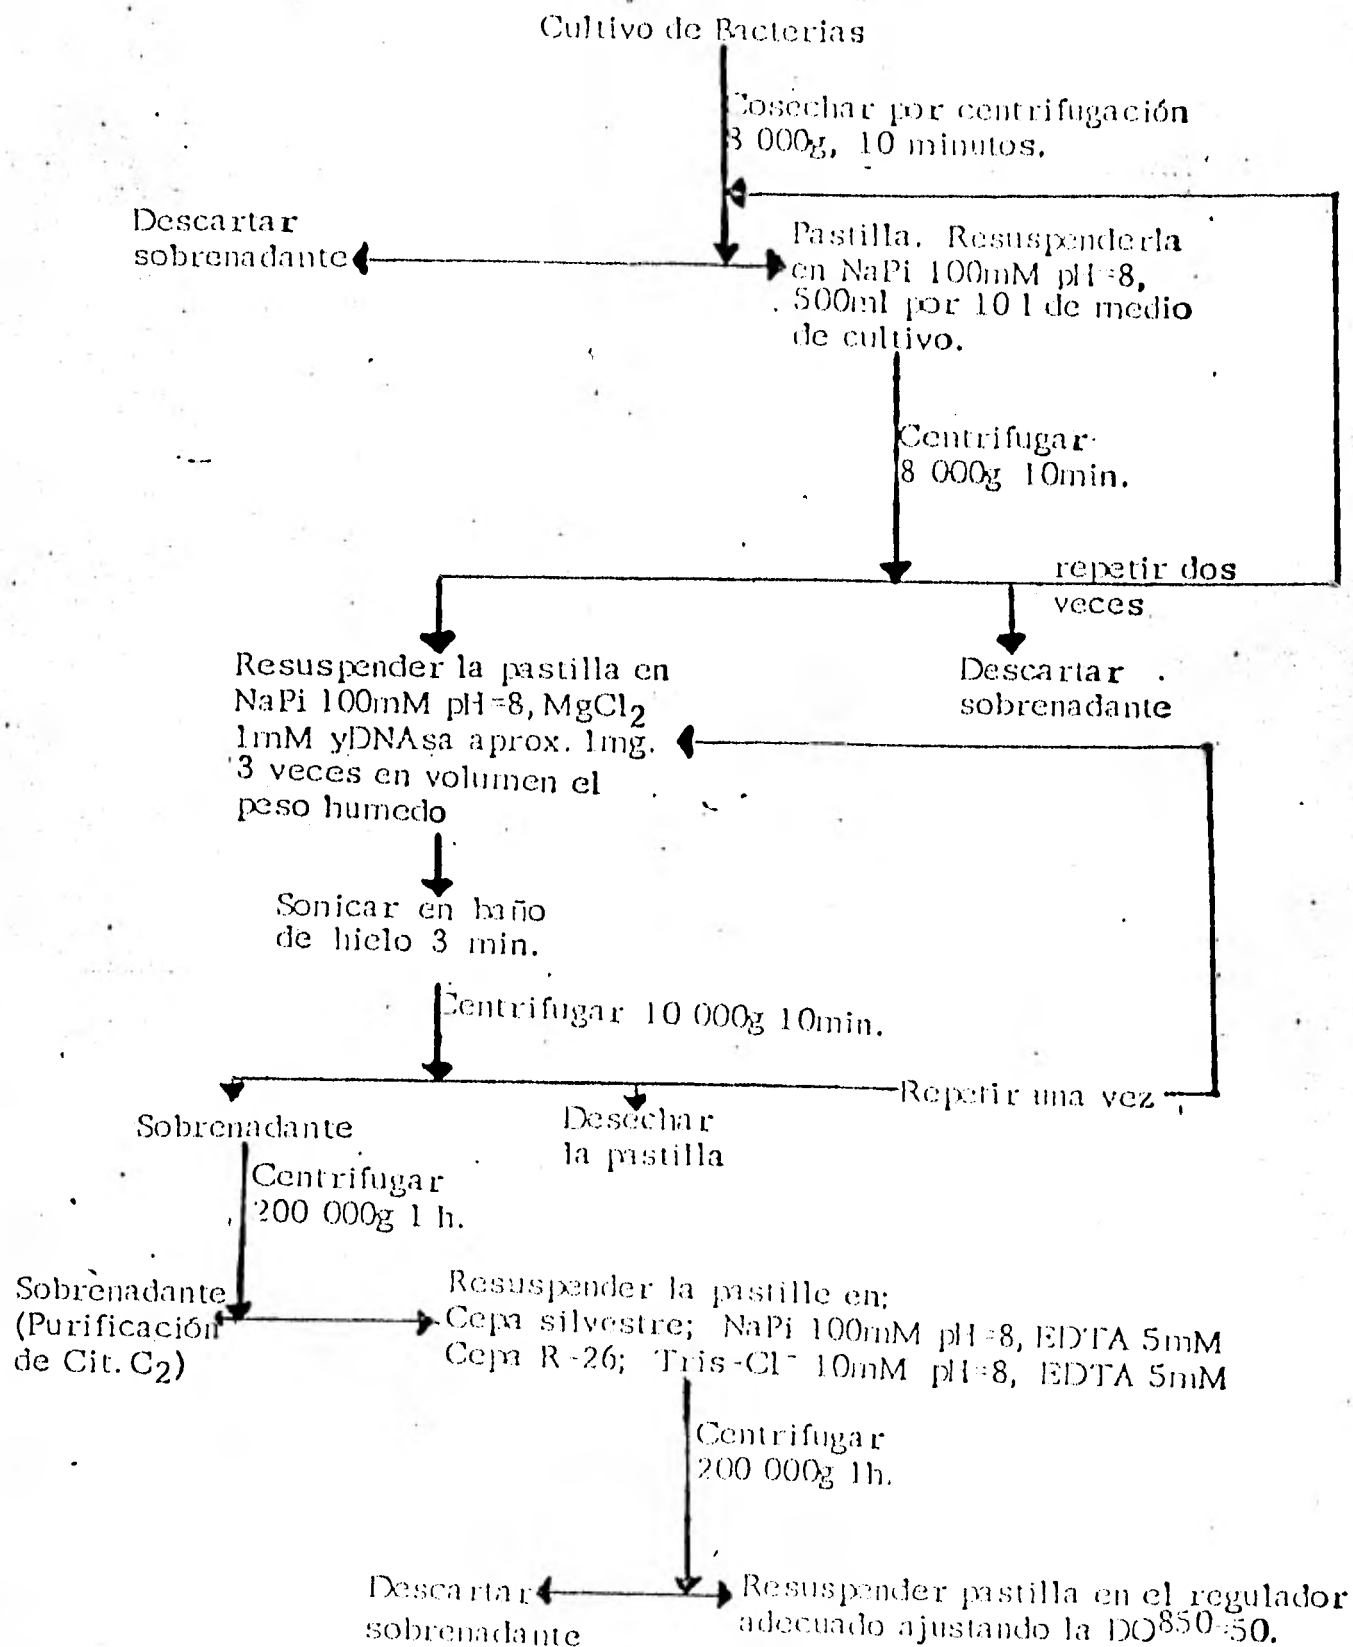 Cultivo de Bacterias
Cosechar por centrifugación
8 000g, 10 minutos.
Descartar
sobrenadante
Pastilla. Resuspenderla
en NaPi 100mM pH=8,
500ml por 10 l de medio
de cultivo.
Centrifugar
8 000g 10min.
repetir dos
veces
Resuspender la pastilla en
NaPi 100mM pH=8, MgCl2
1mM yDNAsa aprox. 1mg.
3 veces en volumen el
peso humedo
Descartar
sobrenadante
Sonicar en baño
de hielo 3 min.
Centrifugar 10 000g 10min.
Sobrenadante
Desechar
la pastilla
Repetir una vez
Centrifugar
200 000g 1 h.
Sobrenadante
(Purificación
de Cit. C2)
Resuspender la pastille en:
Cepa silvestre; NaPi 100mM pH=8, EDTA 5mM
Cepa R-26; Tris-Cl⁻ 10mM pH=8, EDTA 5mM
Centrifugar
200 000g 1h.
Descartar
sobrenadante
Resuspender pastilla en el regulador
adecuado ajustando la DO850=50.